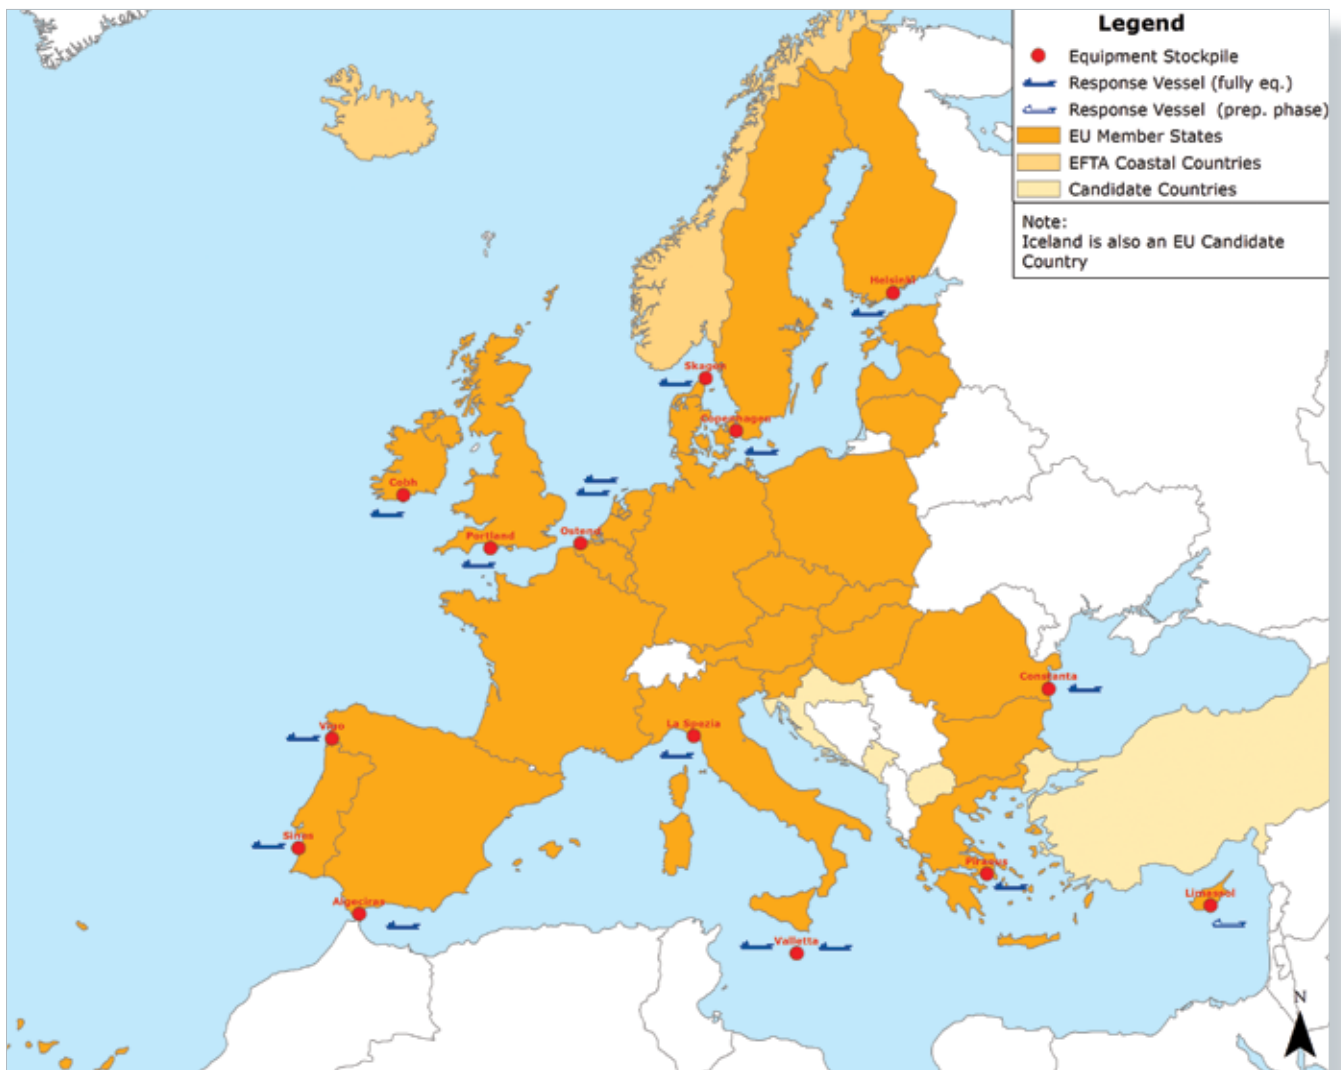 Legend
Equipment Stockpile
Response Vessel (fully eq.)
Response Vessel (prep. phase)
EU Member States
EFTA Coastal Countries
Candidate Countries
Note:
Iceland is also an EU Candidate
Country
Helsinki
Skagen
Copenhagen
Cobh
Portland
Ostend
Constanta
Vigo
La Spezia
Sines
Piraeus
Limassol
Algeciras
Valletta
N